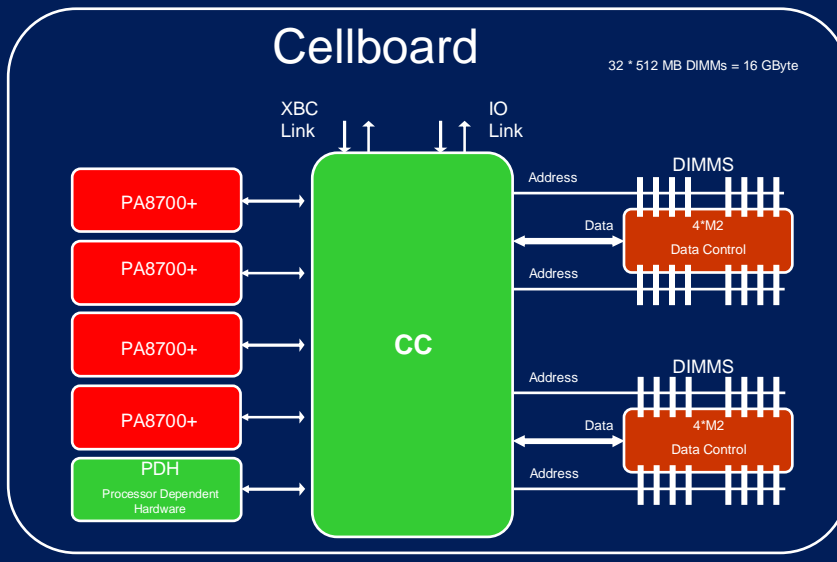 Cellboard
32 * 512 MB DIMMs = 16 GByte
XBC
Link
IO
Link
PA8700+
PA8700+
PA8700+
PA8700+
PDH
Processor Dependent
Hardware
CC
DIMMS
Address
Data
4*M2
Data Control
Address
DIMMS
Address
Data
4*M2
Data Control
Address